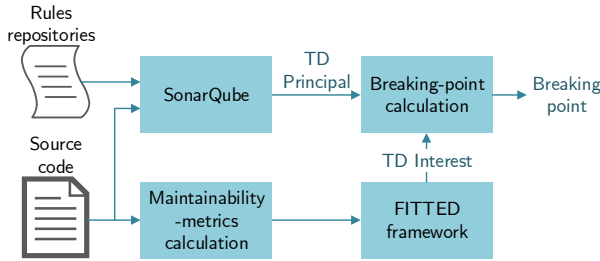 Rules
repositories
SonarQube
TD
Principal
Breaking-point
calculation
Breaking
point
Source
code
TD Interest
Maintainability
-metrics
calculation
FITTED
framework